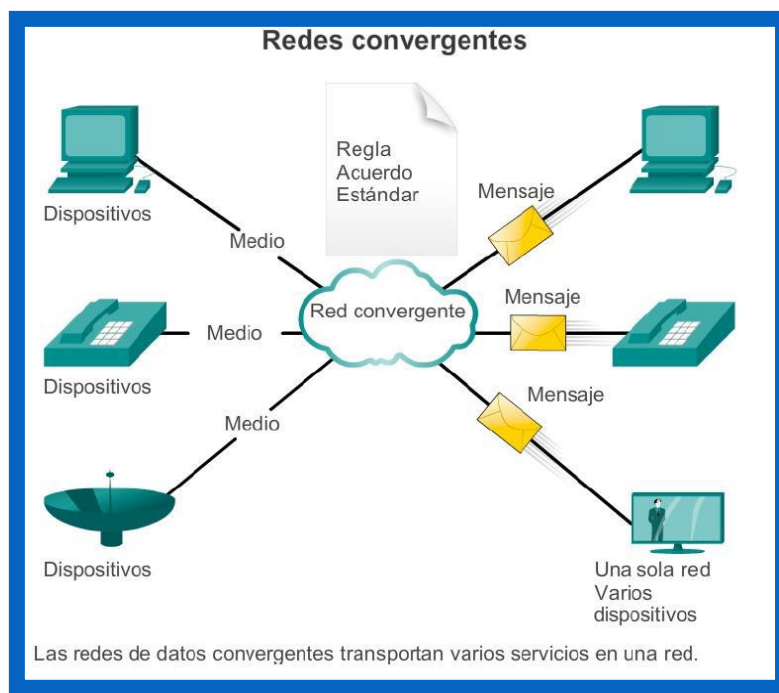 Redes convergentes
Regla
Acuerdo
Estándar
Mensaje
Dispositivos
Medio
Red convergente
Mensaje
Medio
Dispositivos
Mensaje
Medio
Dispositivos
Una sola red
Varios
dispositivos
Las redes de datos convergentes transportan varios servicios en una red.